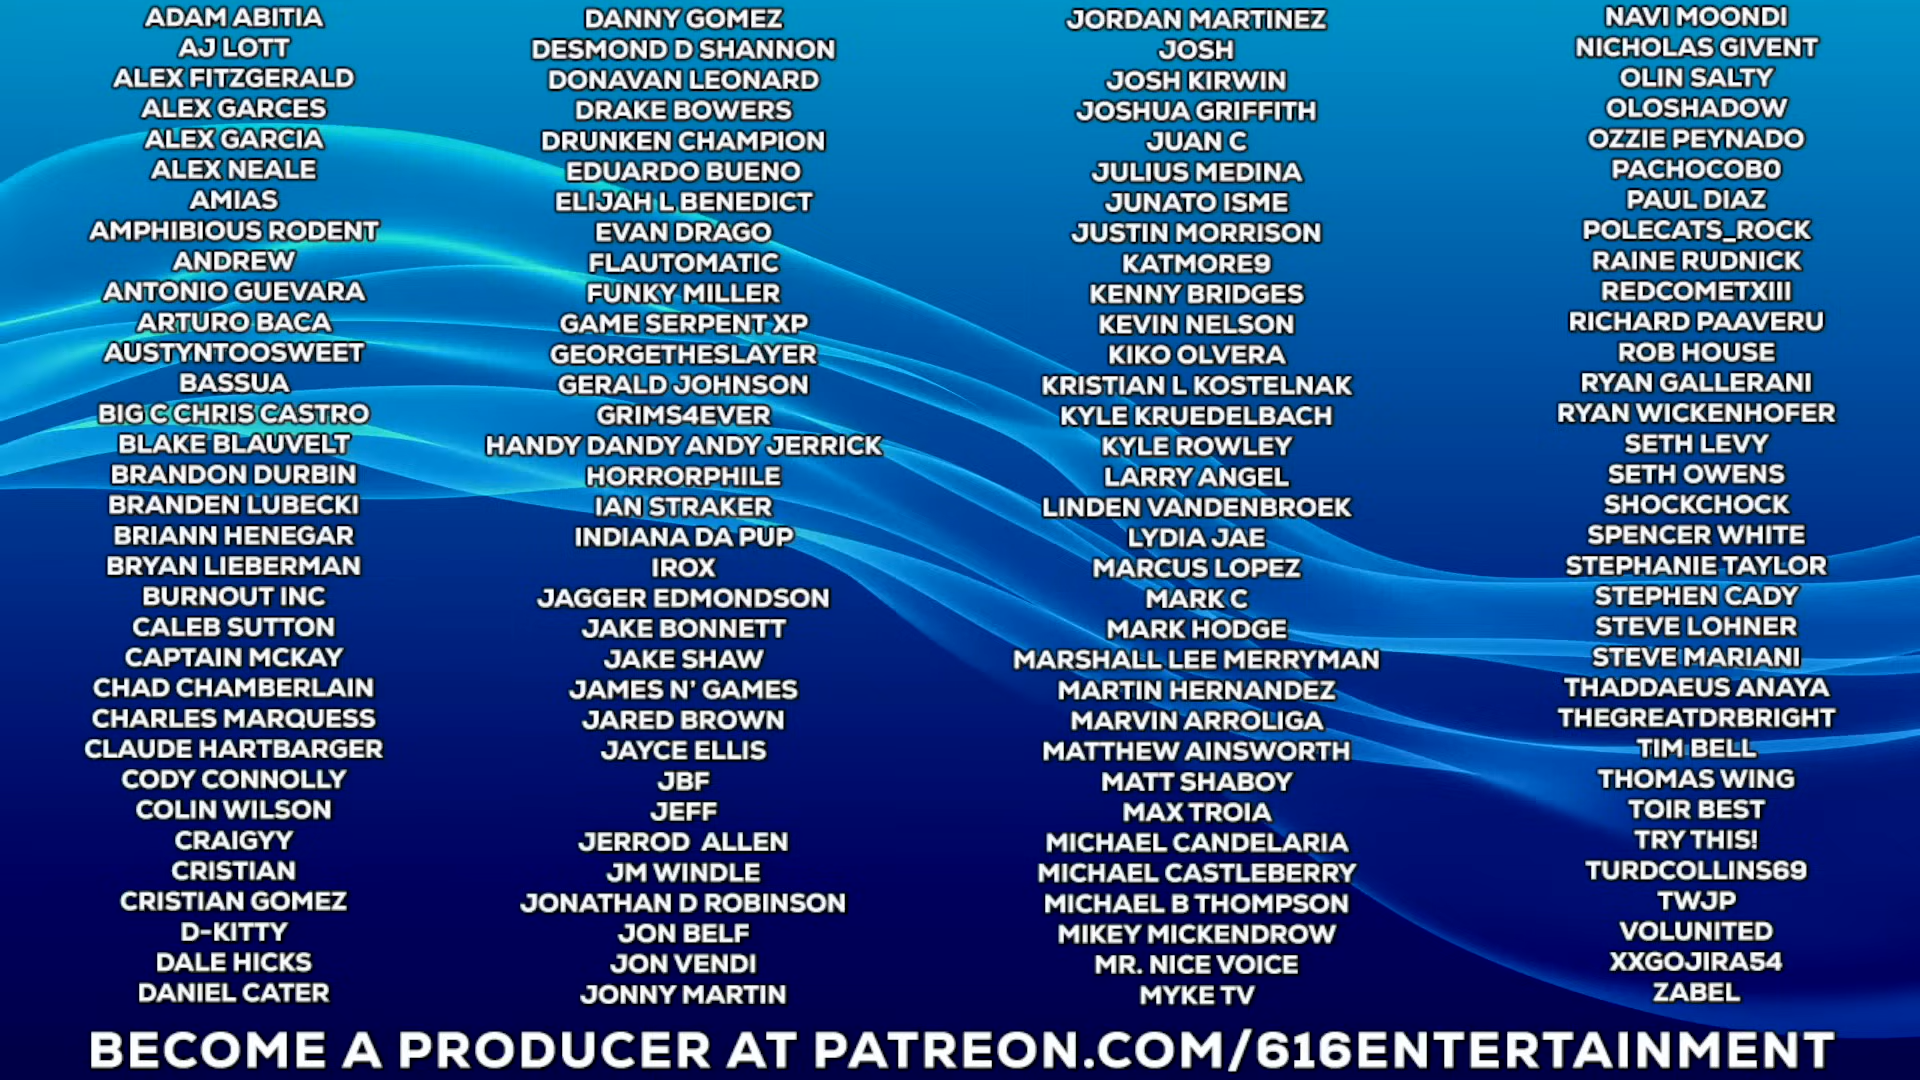 ADAM ABITIA
AJ LOTT
ALEX FITZGERALD
ALEX GARCES
ALEX GARCIA
ALEX NEALE
AMIAS
AMPHIBIOUS RODENT
ANDREW
ANTONIO GUEVARA
ARTURO BACA
AUSTYNTOOSWEET
BASSUA
BIG C CHRIS CASTRO
BLAKE BLAUVELT
BRANDON DURBIN
BRANDEN LUBECKI
BRIANN HENEGAR
BRYAN LIEBERMAN
BURNOUT INC
CALEB SUTTON
CAPTAIN MCKAY
CHAD CHAMBERLAIN
CHARLES MARQUESS
CLAUDE HARTBARGER
CODY CONNOLLY
COLIN WILSON
CRAIGYY
CRISTIAN
CRISTIAN GOMEZ
D-KITTY
DALE HICKS
DANIEL CATER
DANNY GOMEZ
DESMOND D SHANNON
DONAVAN LEONARD
DRAKE BOWERS
DRUNKEN CHAMPION
EDUARDO BUENO
ELIJAH L BENEDICT
EVAN DRAGO
FLAUTOMATIC
FUNKY MILLER
GAME SERPENT XP
GEORGETHESLAYER
GERALD JOHNSON
GRIMS4EVER
HANDY DANDY ANDY JERRICK
HORRORPHILE
IAN STRAKER
INDIANA DA PUP
IROX
JAGGER EDMONDSON
JAKE BONNETT
JAKE SHAW
JAMES N' GAMES
JARED BROWN
JAYCE ELLIS
JBF
JEFF
JERROD ALLEN
JM WINDLE
JONATHAN D ROBINSON
JON BELF
JON VENDI
JONNY MARTIN
JORDAN MARTINEZ
JOSH
JOSH KIRWIN
JOSHUA GRIFFITH
JUAN C
JULIUS MEDINA
JUNATO ISME
JUSTIN MORRISON
KATMORE9
KENNY BRIDGES
KEVIN NELSON
KIKO OLVERA
KRISTIAN L KOSTELNAK
KYLE KRUEDELBACH
KYLE ROWLEY
LARRY ANGEL
LINDEN VANDENBROEK
LYDIA JAE
MARCUS LOPEZ
MARK C
MARK HODGE
MARSHALL LEE MERRYMAN
MARTIN HERNANDEZ
MARVIN ARROLIGA
MATTHEW AINSWORTH
MATT SHABOY
MAX TROIA
MICHAEL CANDELARIA
MICHAEL CASTLEBERRY
MICHAEL B THOMPSON
MIKEY MICKENDROW
MR. NICE VOICE
MYKE TV
NAVI MOONDI
NICHOLAS GIVENT
OLIN SALTY
OLOSHADOW
OZZIE PEYNADO
PACHOCOB0
PAUL DIAZ
POLECATS_ROCK
RAINE RUDNICK
REDCOMETXIII
RICHARD PAAVERU
ROB HOUSE
RYAN GALLERANI
RYAN WICKENHOFER
SETH LEVY
SETH OWENS
SHOCKCHOCK
SPENCER WHITE
STEPHANIE TAYLOR
STEPHEN CADY
STEVE LOHNER
STEVE MARIANI
THADDAEUS ANAYA
THEGREATDRBRIGHT
TIM BELL
THOMAS WING
TOIR BEST
TRY THIS!
TURDCOLLINS69
TWJP
VOLUNITED
XXGOJIRA54
ZABEL
BECOME A PRODUCER AT PATREON.COM/616ENTERTAINMENT